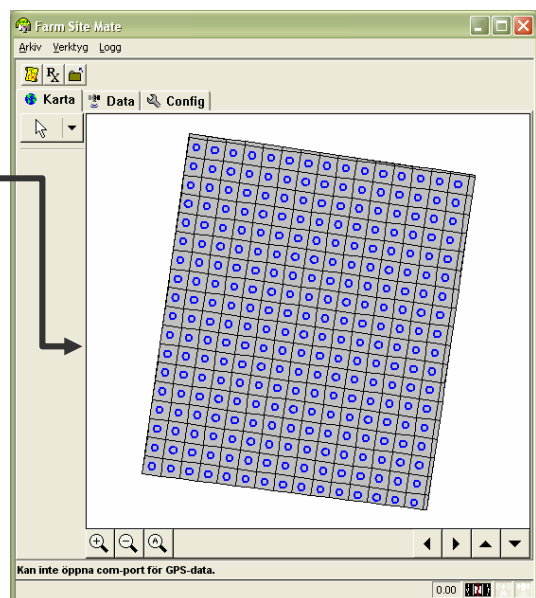 Farm Site Mate
Arkiv Verktyg Logg
Rx
Karta Data Config
A
Kan inte öppna com-port för GPS-data.
0.00 N